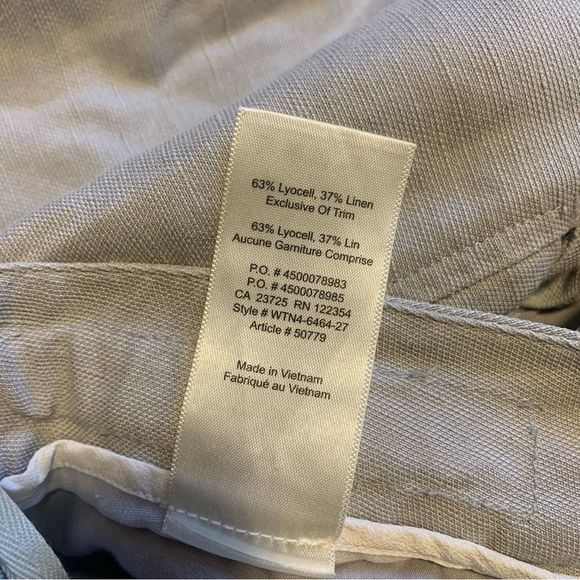 63% Lyocell, 37% Linen
Exclusive Of Trim
63% Lyocell, 37% Lin
Aucune Garniture Comprise
P.O. # 4500078983
P.O. # 4500078985
CA 23725 RN 122354
Style # WTN4-6464-27
Article # 50779
Made in Vietnam
Fabriqué au Vietnam